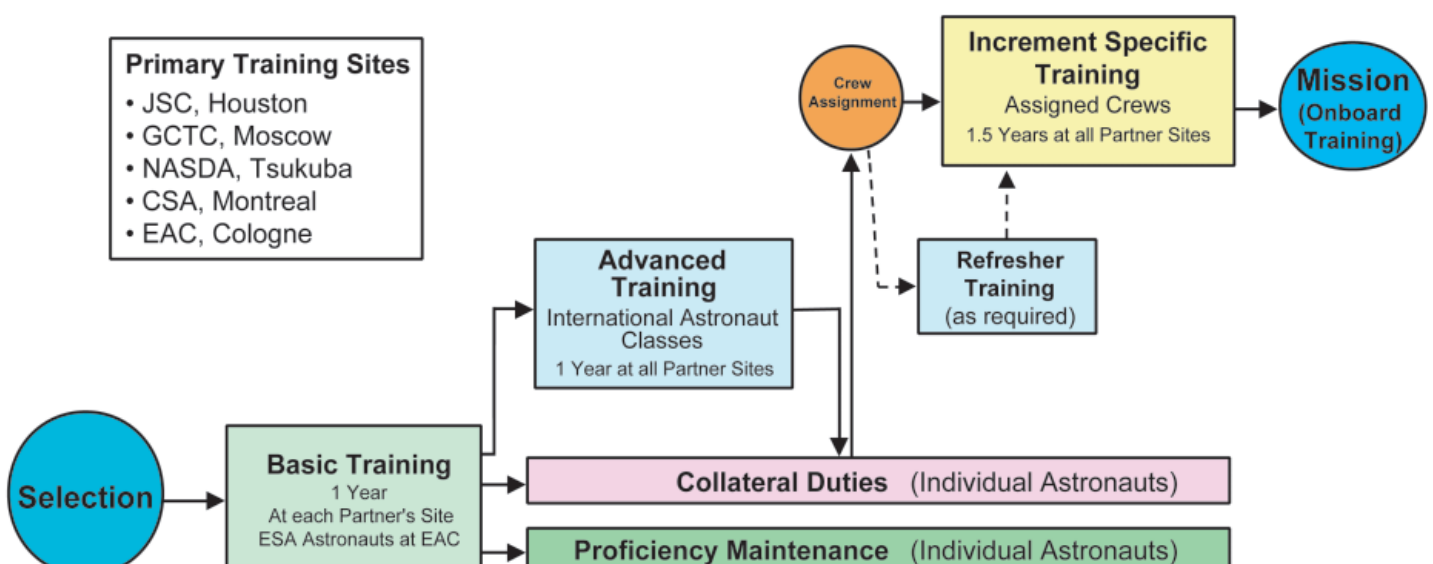 Primary Training Sites
• JSC, Houston
• GCTC, Moscow
• NASDA, Tsukuba
• CSA, Montreal
• EAC, Cologne
Crew
Assignment
Increment Specific
Training
Assigned Crews
1.5 Years at all Partner Sites
Mission
(Onboard
Training)
Advanced
Training
International Astronaut
Classes
1 Year at all Partner Sites
Refresher
Training
(as required)
Selection
Basic Training
1 Year
At each Partner's Site
ESA Astronauts at EAC
Collateral Duties (Individual Astronauts)
Proficiency Maintenance (Individual Astronauts)